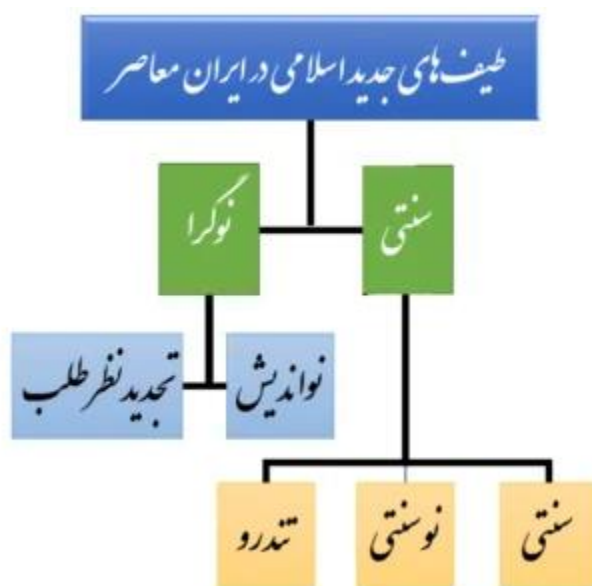 طیف‌های جدید اسلامی در ایران معاصر
سنتی
نوگرا
نواندیش
تجدیدنظرطلب
سنتی
نوسنتی
تندرو